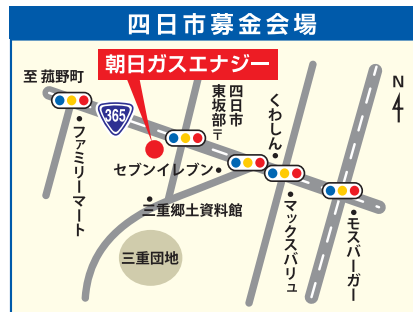 四日市募金会場
至 菰野町
朝日ガスエナジー
365
四日市
東坂部〒
くわしん
N
ファミリーマート
セブンイレブン
三重郷土資料館
三重団地
マックスバリュ
モスバーガー